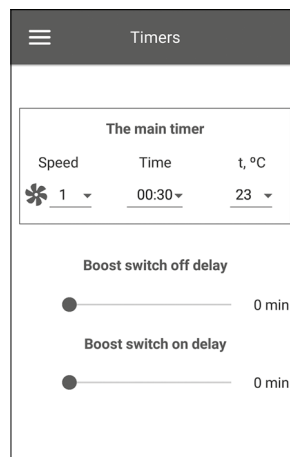 Timers
The main timer
Speed Time t, ºC
1 00:30 23
Boost switch off delay
0 min
Boost switch on delay
0 min